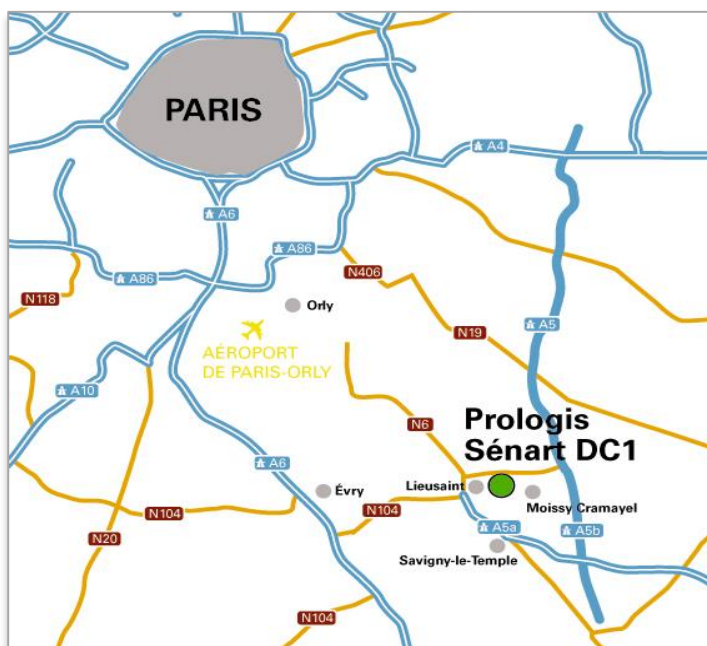 PARIS
A4
A6
A86
A86
N406
N118
Orly
AÉROPORT
DE PARIS-ORLY
A5
N19
A10
N6
Prologis
Sénart DC1
A6
Évry
Lieusaint
Moissy Cramayel
N104
N104
N20
A5a
A5b
Savigny-le-Temple
N104